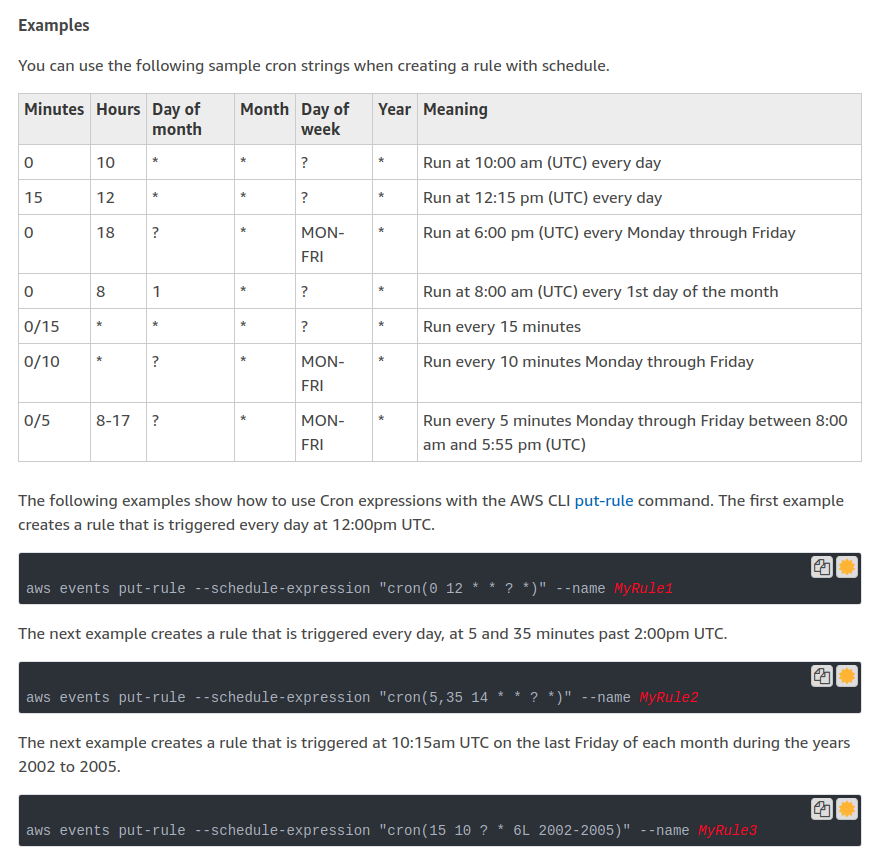 Examples
You can use the following sample cron strings when creating a rule with schedule.
Minutes Hours Day of month Month Day of week Year Meaning
0 10 * * ? * Run at 10:00 am (UTC) every day
15 12 * * ? * Run at 12:15 pm (UTC) every day
0 18 ? * MON-FRI * Run at 6:00 pm (UTC) every Monday through Friday
0 8 1 * ? * Run at 8:00 am (UTC) every 1st day of the month
0/15 * * * ? * Run every 15 minutes
0/10 * ? * MON-FRI * Run every 10 minutes Monday through Friday
0/5 8-17 ? * MON-FRI * Run every 5 minutes Monday through Friday between 8:00 am and 5:55 pm (UTC)
The following examples show how to use Cron expressions with the AWS CLI put-rule command. The first example
creates a rule that is triggered every day at 12:00pm UTC.
aws events put-rule --schedule-expression "cron(0 12 * * ? *)" --name MyRule1
The next example creates a rule that is triggered every day, at 5 and 35 minutes past 2:00pm UTC.
aws events put-rule --schedule-expression "cron(5,35 14 * * ? *)" --name MyRule2
The next example creates a rule that is triggered at 10:15am UTC on the last Friday of each month during the years
2002 to 2005.
aws events put-rule --schedule-expression "cron(15 10 ? * 6L 2002-2005)" --name MyRule3